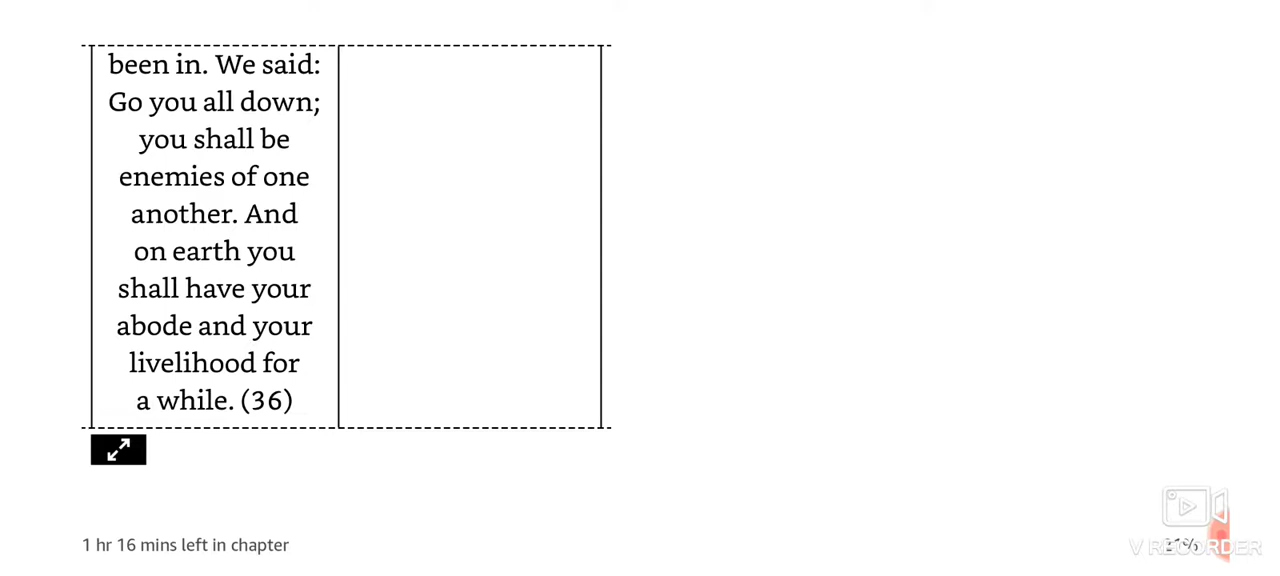 been in. We said:
Go you all down;
you shall be
enemies of one
another. And
on earth you
shall have your
abode and your
livelihood for
a while. (36)
1 hr 16 mins left in chapter
V RECORDER